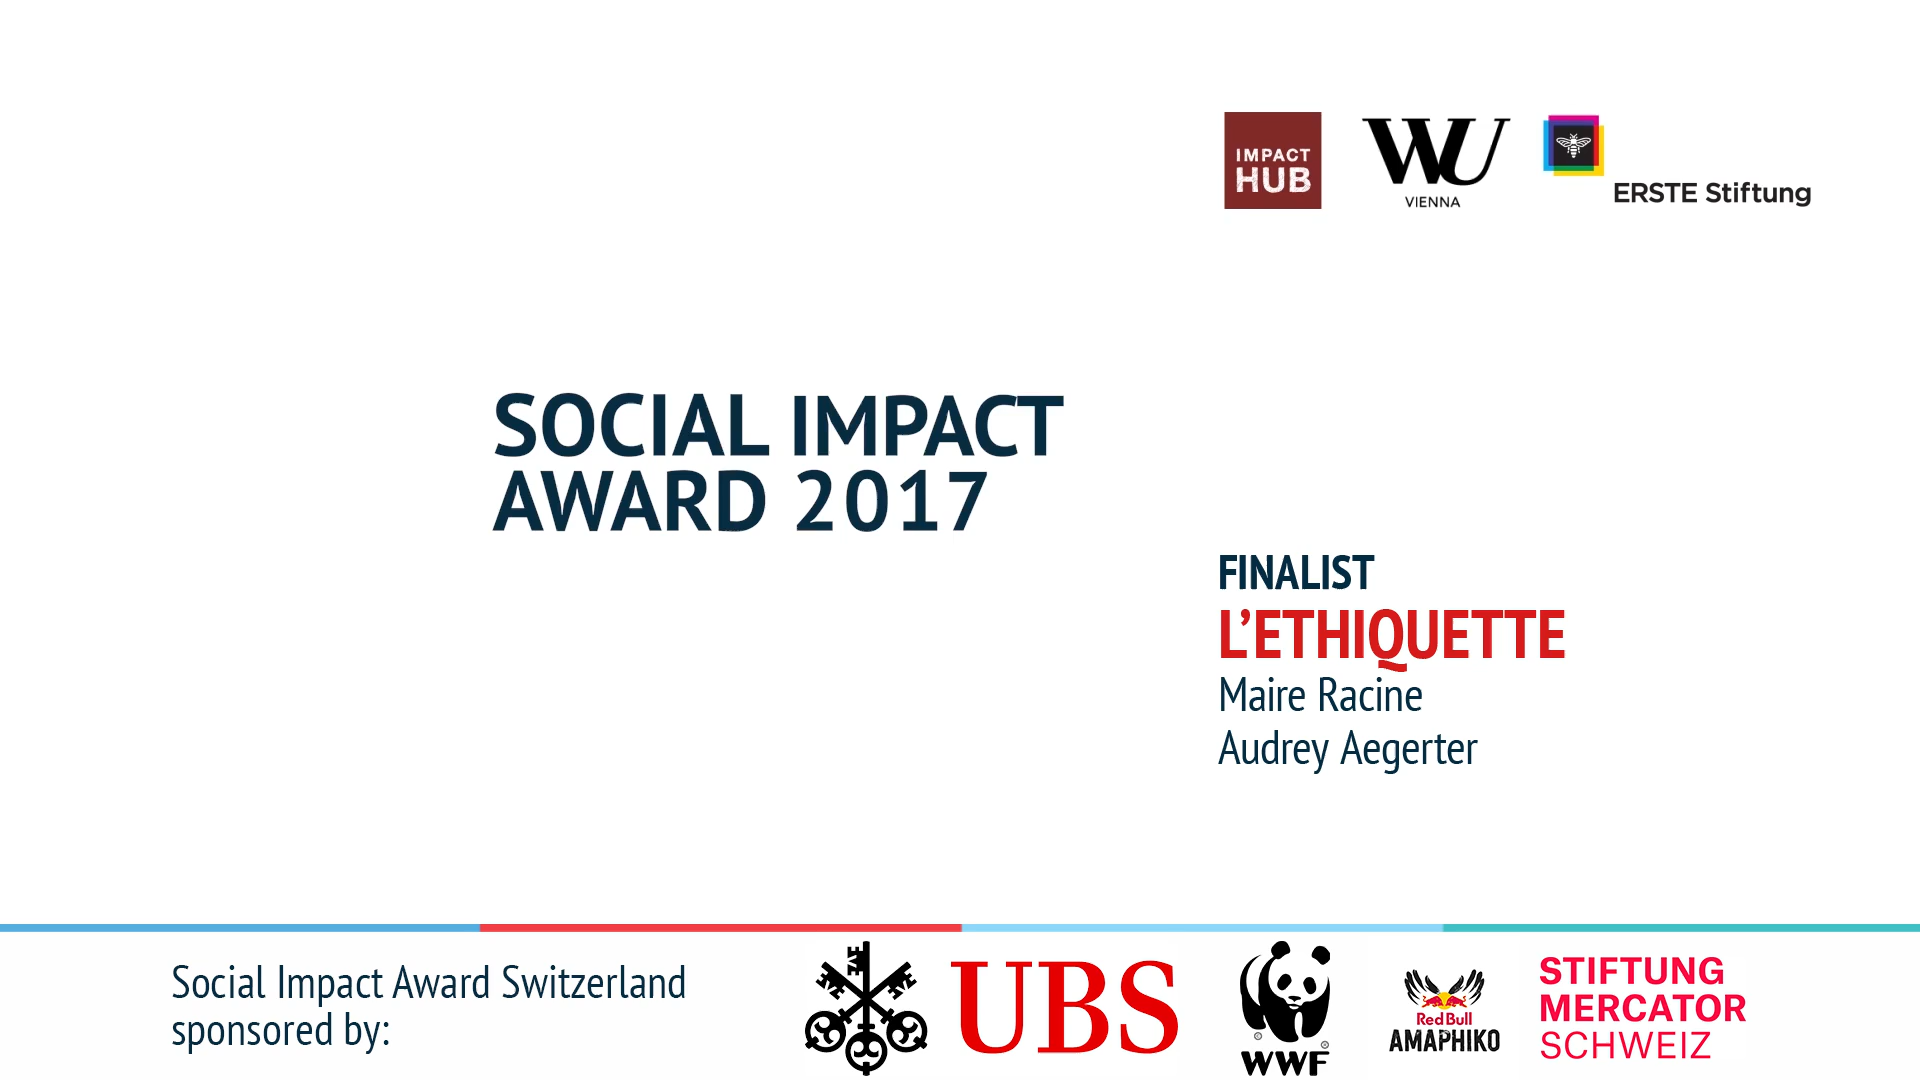 IMPACT
HUB
WU
VIENNA
ERSTE Stiftung
SOCIAL IMPACT
AWARD 2017
FINALIST
L’ETHIQUETTE
Maire Racine
Audrey Aegerter
Social Impact Award Switzerland
sponsored by:
UBS
®
®
WWF
Red Bull
AMAPHIKO
STIFTUNG
MERCATOR
SCHWEIZ